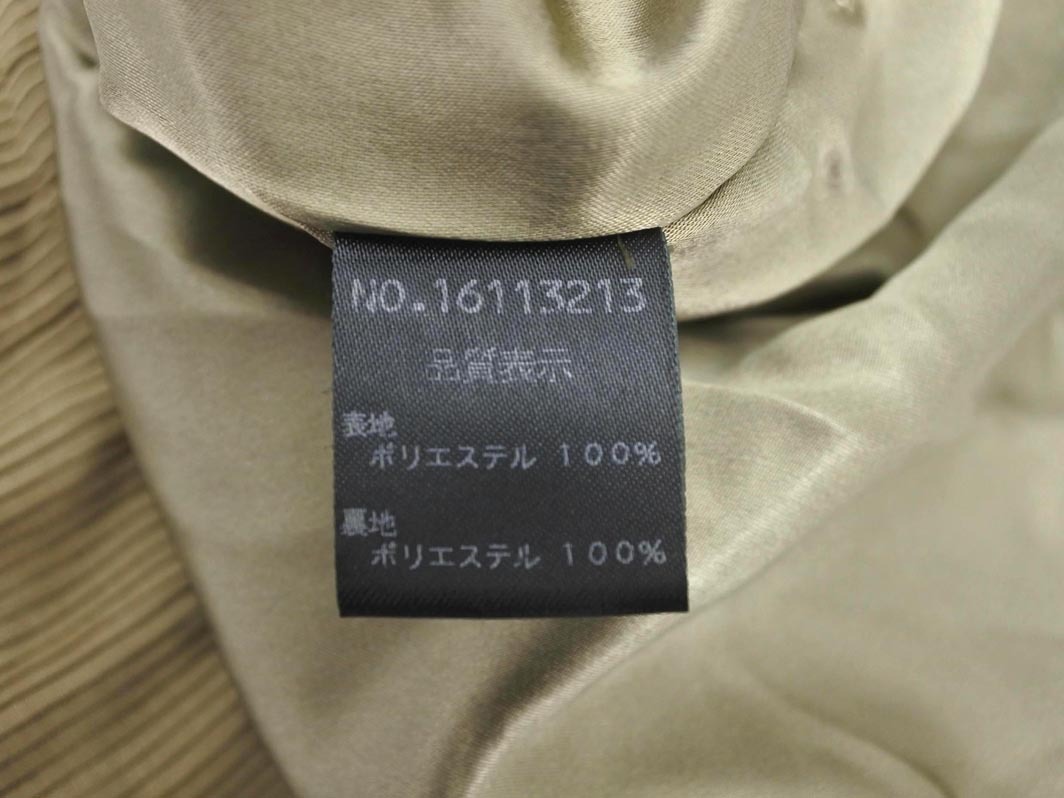 NO.16113213
品質表示
表地
ポリエステル 100%
裏地
ポリエステル 100%